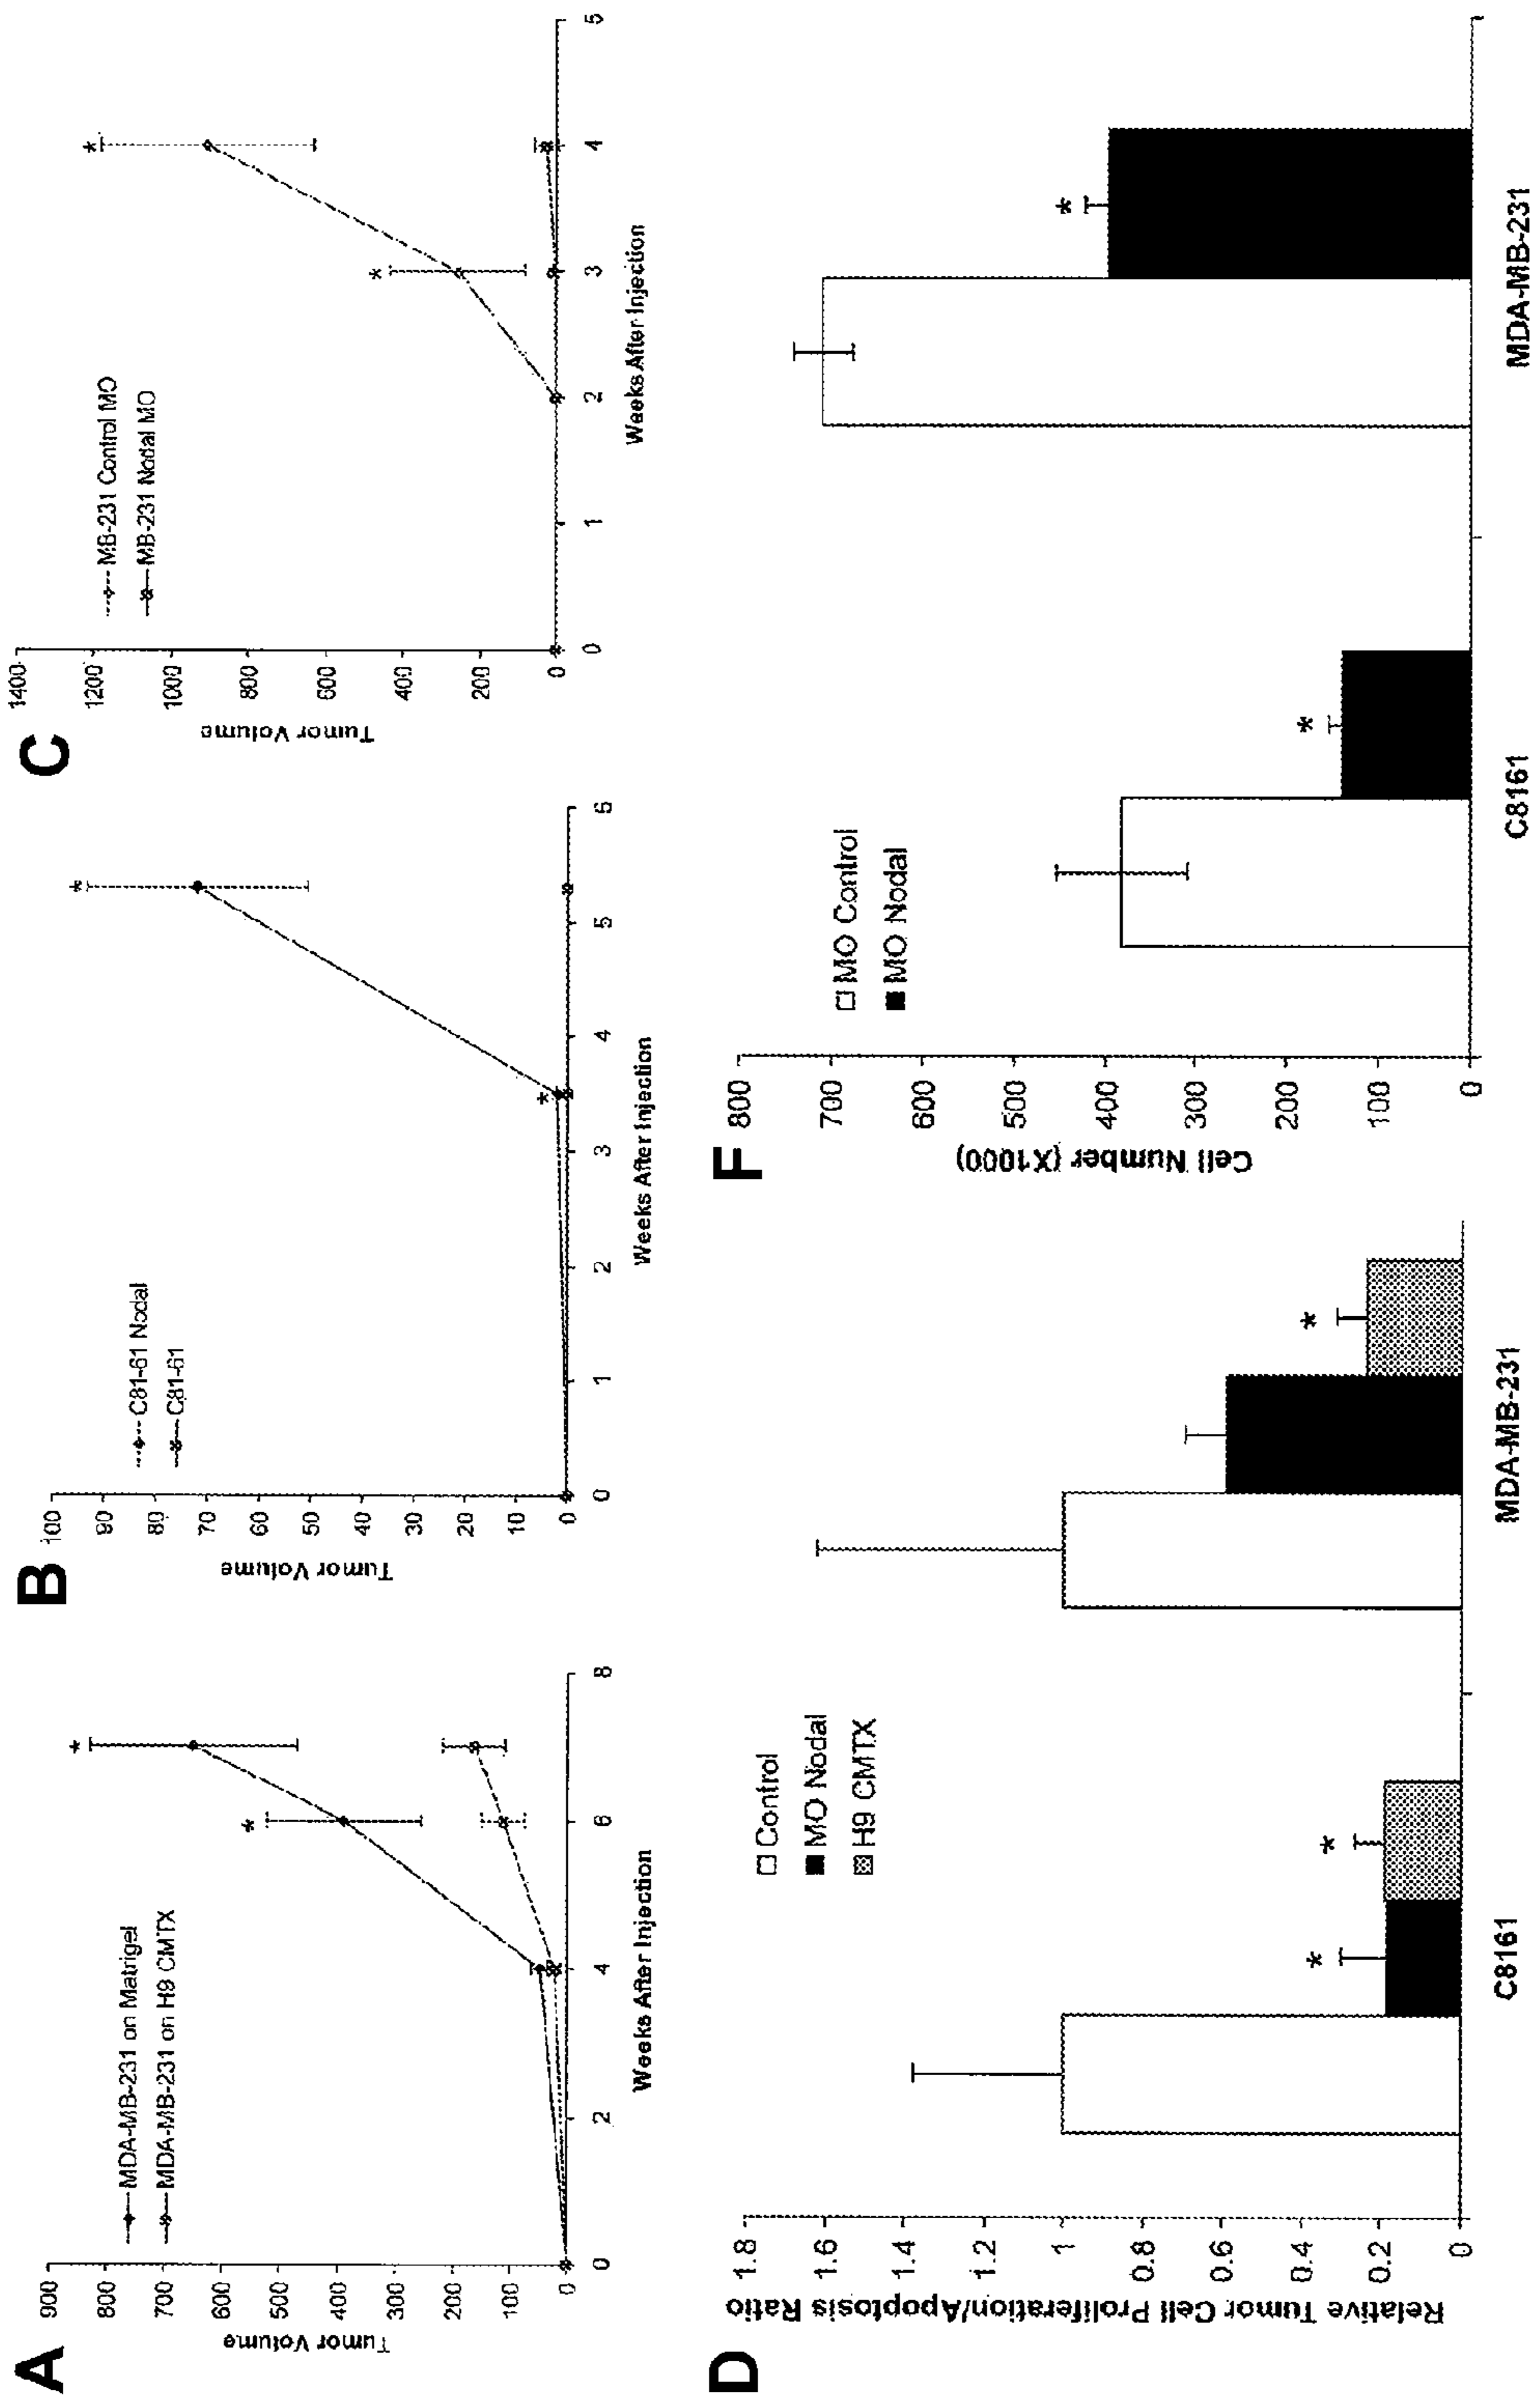 A
Tumor Volume
900
800
700
600
500
400
300
200
100
0
MDA-MB-231 on Matrigel
MDA-MB-231 on H9 CMTX
*
*
0 2 4 6 8
Weeks After Injection
B
Tumor Volume
100
90
80
70
60
50
40
30
20
10
0
C81-61 Nodal
C81-61
*
*
0 1 2 3 4 5 6
Weeks After Injection
C
Tumor Volume
1400
1200
1000
800
600
400
200
0
MB-231 Control MO
MB-231 Nodal MO
*
*
0 1 2 3 4 5
Weeks After Injection
D
Relative Tumor Cell Proliferation/Apoptosis Ratio
1.8
1.6
1.4
1.2
1
0.8
0.6
0.4
0.2
0
Control
MO Nodal
H9 CMTX
* * *
C8161 MDA-MB-231
F
Cell Number (X1000)
800
700
600
500
400
300
200
100
0
MO Control
MO Nodal
* *
C8161 MDA-MB-231